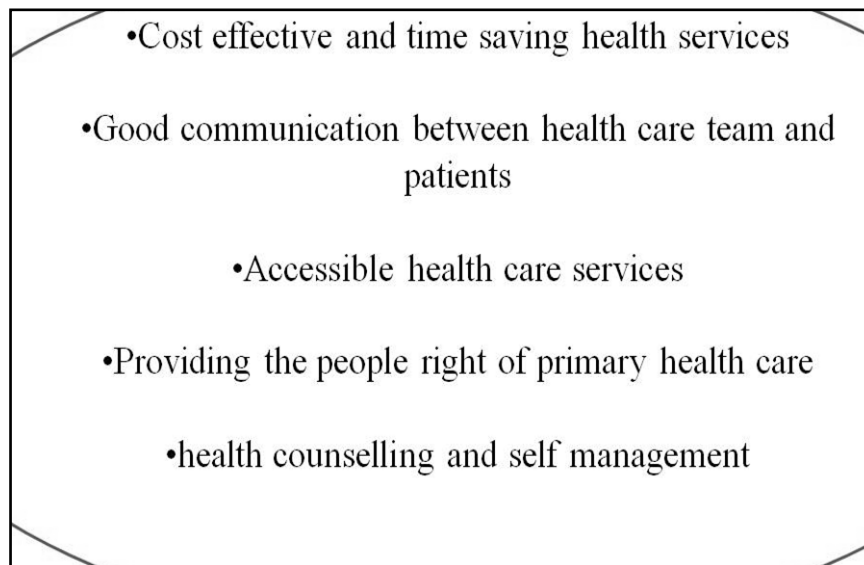 •Cost effective and time saving health services
•Good communication between health care team and
patients
•Accessible health care services
•Providing the people right of primary health care
•health counselling and self management